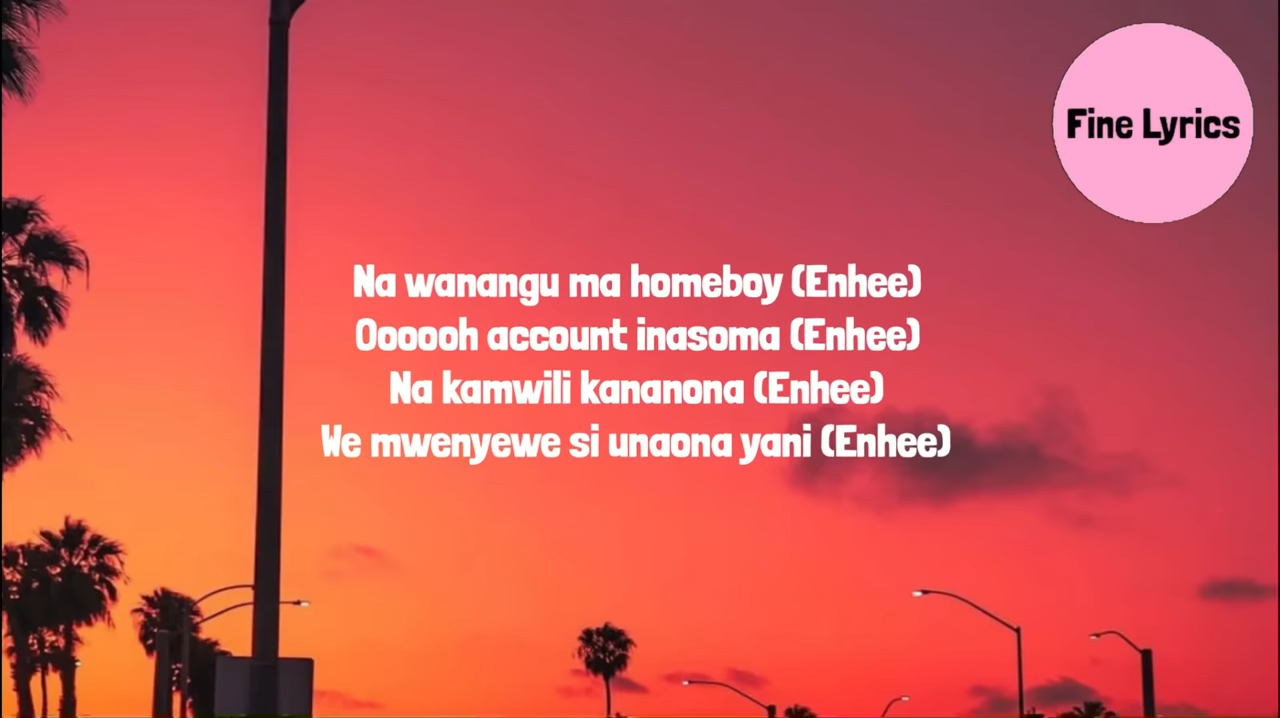 Fine Lyrics
Na wanangu ma homeboy (Enhee)
Oooooh account inasoma (Enhee)
Na kamwili kananona (Enhee)
We mwenyewe si unaona yani (Enhee)